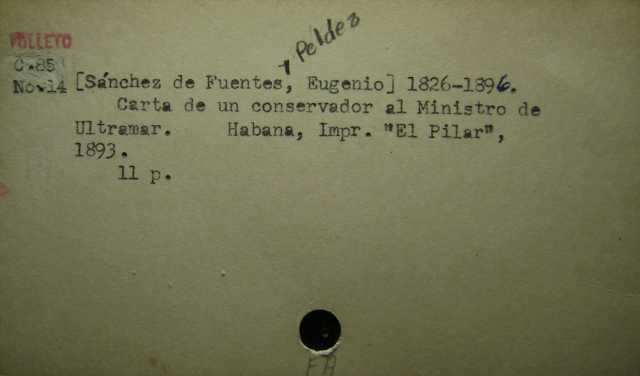 y Peldez
FOLLETO
C.85
No.14 [Sánchez de Fuentes, Eugenio] 1826-1896.
Carta de un conservador al Ministro de
Ultramar. Habana, Impr. "El Pilar",
1893.
11 p.